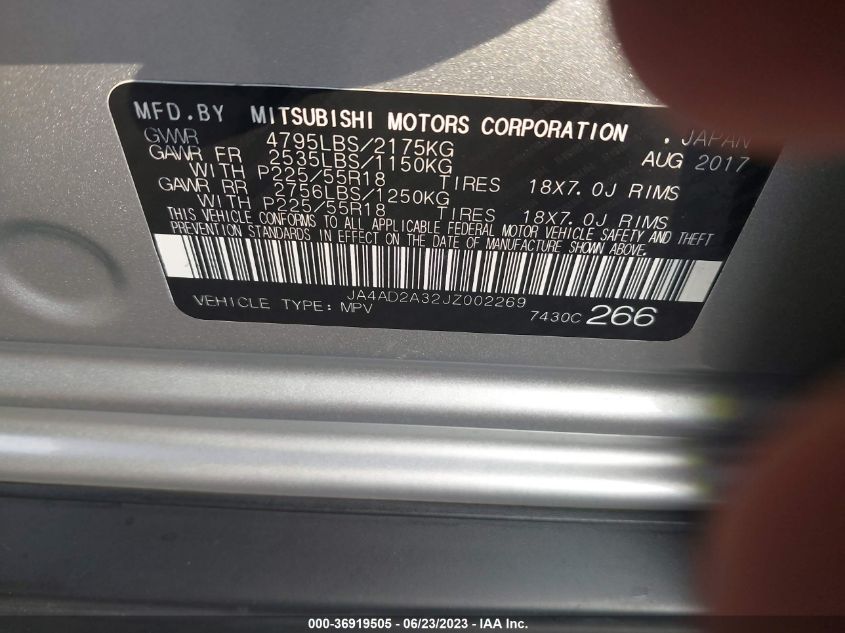 MFD.BY MITSUBISHI MOTORS CORPORATION . JAPAN
GVWR 4795LBS/2175KG AUG 2017
GAWR FR 2535LBS/1150KG
WITH P225/55R18 TIRES 18X7.0J RIMS
GAWR RR 2756LBS/1250KG
WITH P225/55R18 TIRES 18X7.0J RIMS
THIS VEHICLE CONFORMS TO ALL APPLICABLE FEDERAL MOTOR VEHICLE SAFETY AND THEFT
PREVENTION STANDARDS IN EFFECT ON THE DATE OF MANUFACTURE SHOWN ABOVE.
JA4AD2A32JZ002269
VEHICLE TYPE: MPV 7430C 266
000-36919505 - 06/23/2023 - IAA Inc.